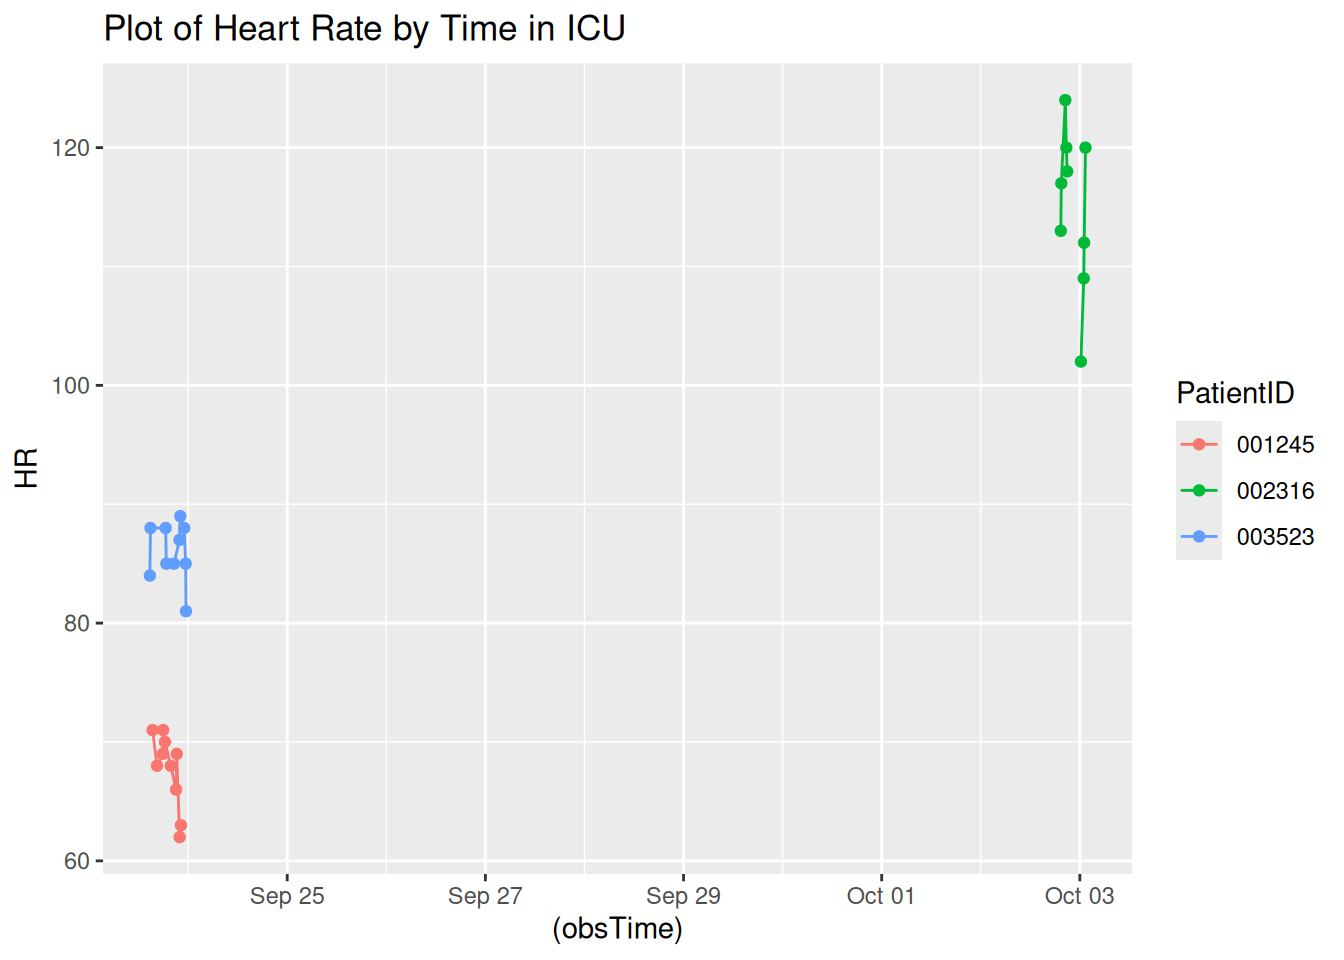 Plot of Heart Rate by Time in ICU
120
100
80
60
HR
Sep 25
Sep 27
Sep 29
Oct 01
Oct 03
(obsTime)
PatientID
001245
002316
003523